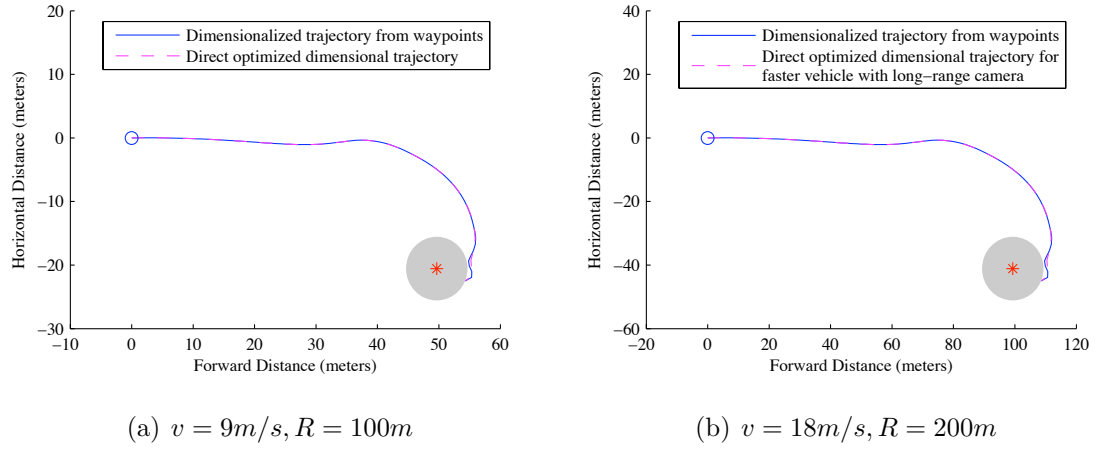 20
10
0
−10
−20
−30
−10
0
10
20
30
40
50
60
Horizontal Distance (meters)
Forward Distance (meters)
Dimensionalized trajectory from waypoints
Direct optimized dimensional trajectory
(a) v = 9m/s, R = 100m
40
20
0
−20
−40
−60
−20
0
20
40
60
80
100
120
Horizontal Distance (meters)
Forward Distance (meters)
Dimensionalized trajectory from waypoints
Direct optimized dimensional trajectory for
faster vehicle with long−range camera
(b) v = 18m/s, R = 200m